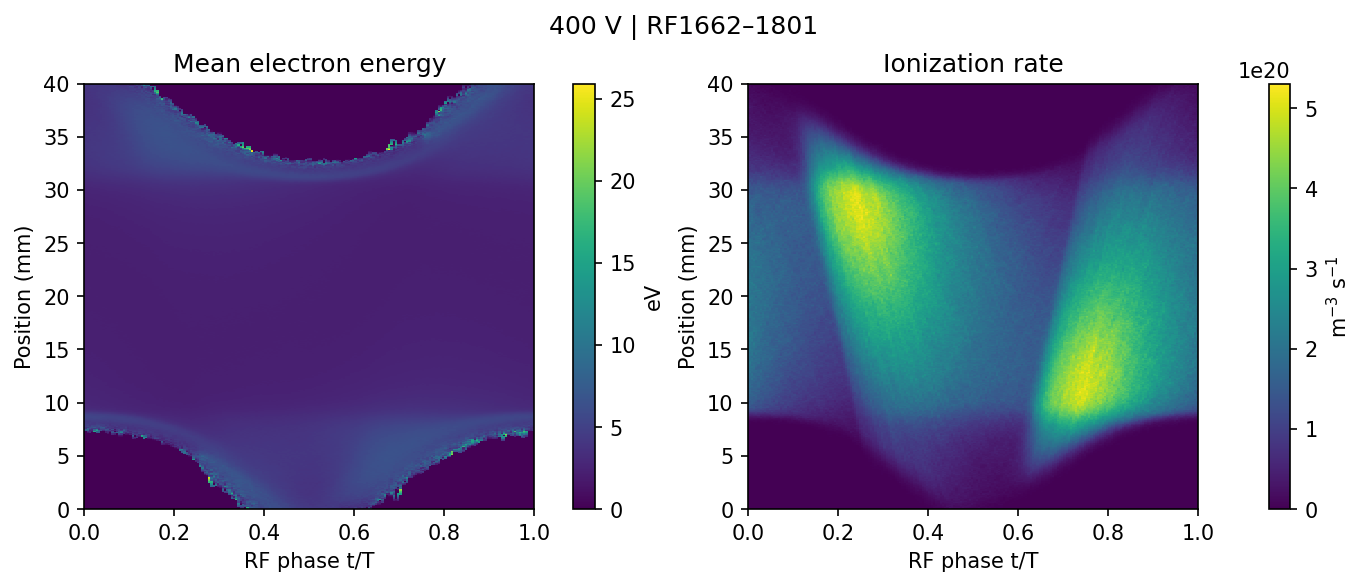 400 V | RF1662–1801
Mean electron energy
40
35
30
25
20
15
10
5
0
Position (mm)
0.0 0.2 0.4 0.6 0.8 1.0
RF phase t/T
25
20
15
10
5
0
eV
Ionization rate
40
35
30
25
20
15
10
5
0
Position (mm)
0.0 0.2 0.4 0.6 0.8 1.0
RF phase t/T
1e20
5
4
3
2
1
0
m⁻³ s⁻¹